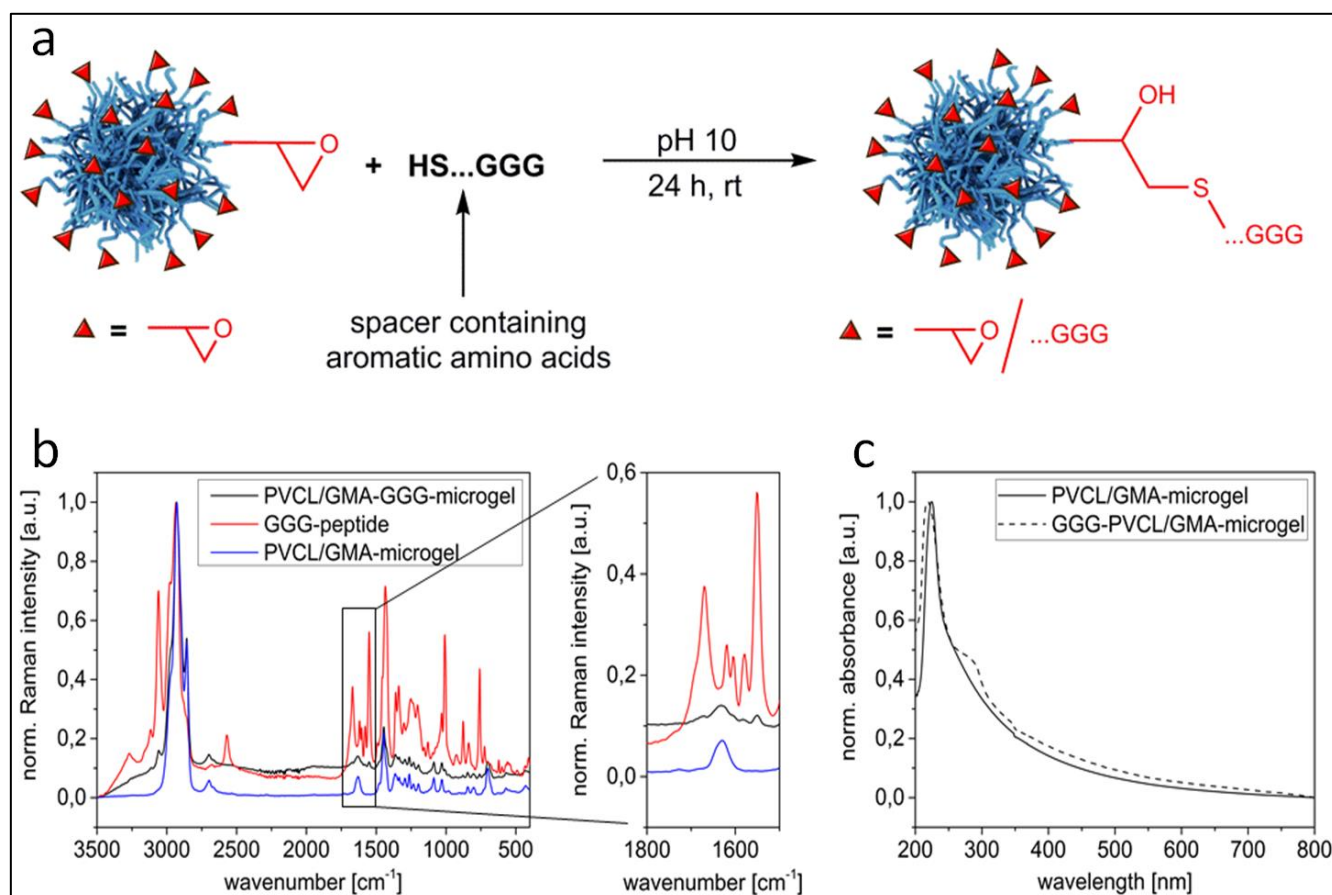 a
O
+ HS...GGG
pH 10
24 h, rt
OH
S
...GGG
= O
spacer containing
aromatic amino acids
= O / ...GGG
b
norm. Raman intensity [a.u.]
1,0
0,8
0,6
0,4
0,2
0,0
PVCL/GMA-GGG-microgel
GGG-peptide
PVCL/GMA-microgel
3500 3000 2500 2000 1500 1000 500
wavenumber [cm-1]
norm. Raman intensity [a.u.]
0,6
0,4
0,2
0,0
1800 1600
wavenumber [cm-1]
c
norm. absorbance [a.u.]
1,0
0,8
0,6
0,4
0,2
0,0
PVCL/GMA-microgel
GGG-PVCL/GMA-microgel
200 300 400 500 600 700 800
wavelength [nm]